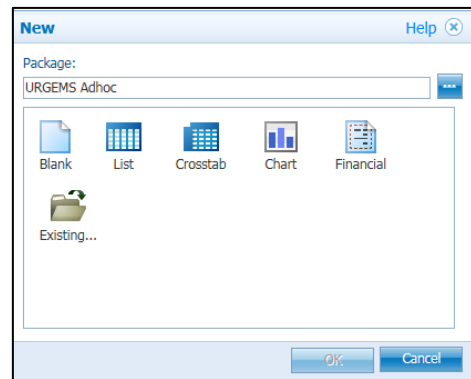 New Help
Package:
URGEMS Adhoc
...
Blank List Crosstab Chart Financial
Existing...
OK Cancel